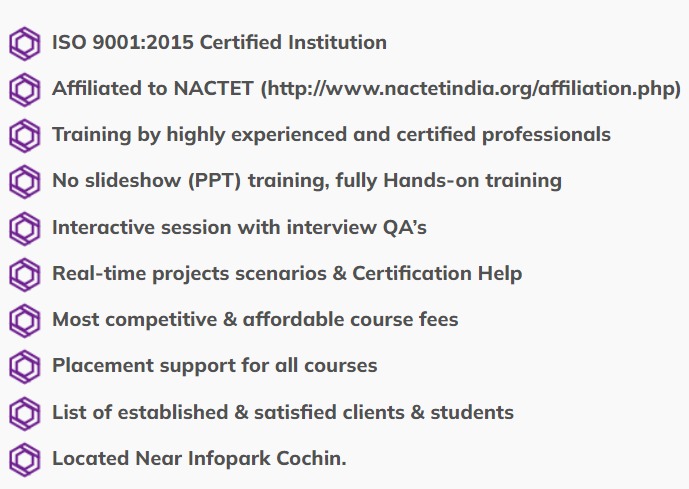 ISO 9001:2015 Certified Institution
Affiliated to NACTET (http://www.nactetindia.org/affiliation.php)
Training by highly experienced and certified professionals
No slideshow (PPT) training, fully Hands-on training
Interactive session with interview QA’s
Real-time projects scenarios & Certification Help
Most competitive & affordable course fees
Placement support for all courses
List of established & satisfied clients & students
Located Near Infopark Cochin.